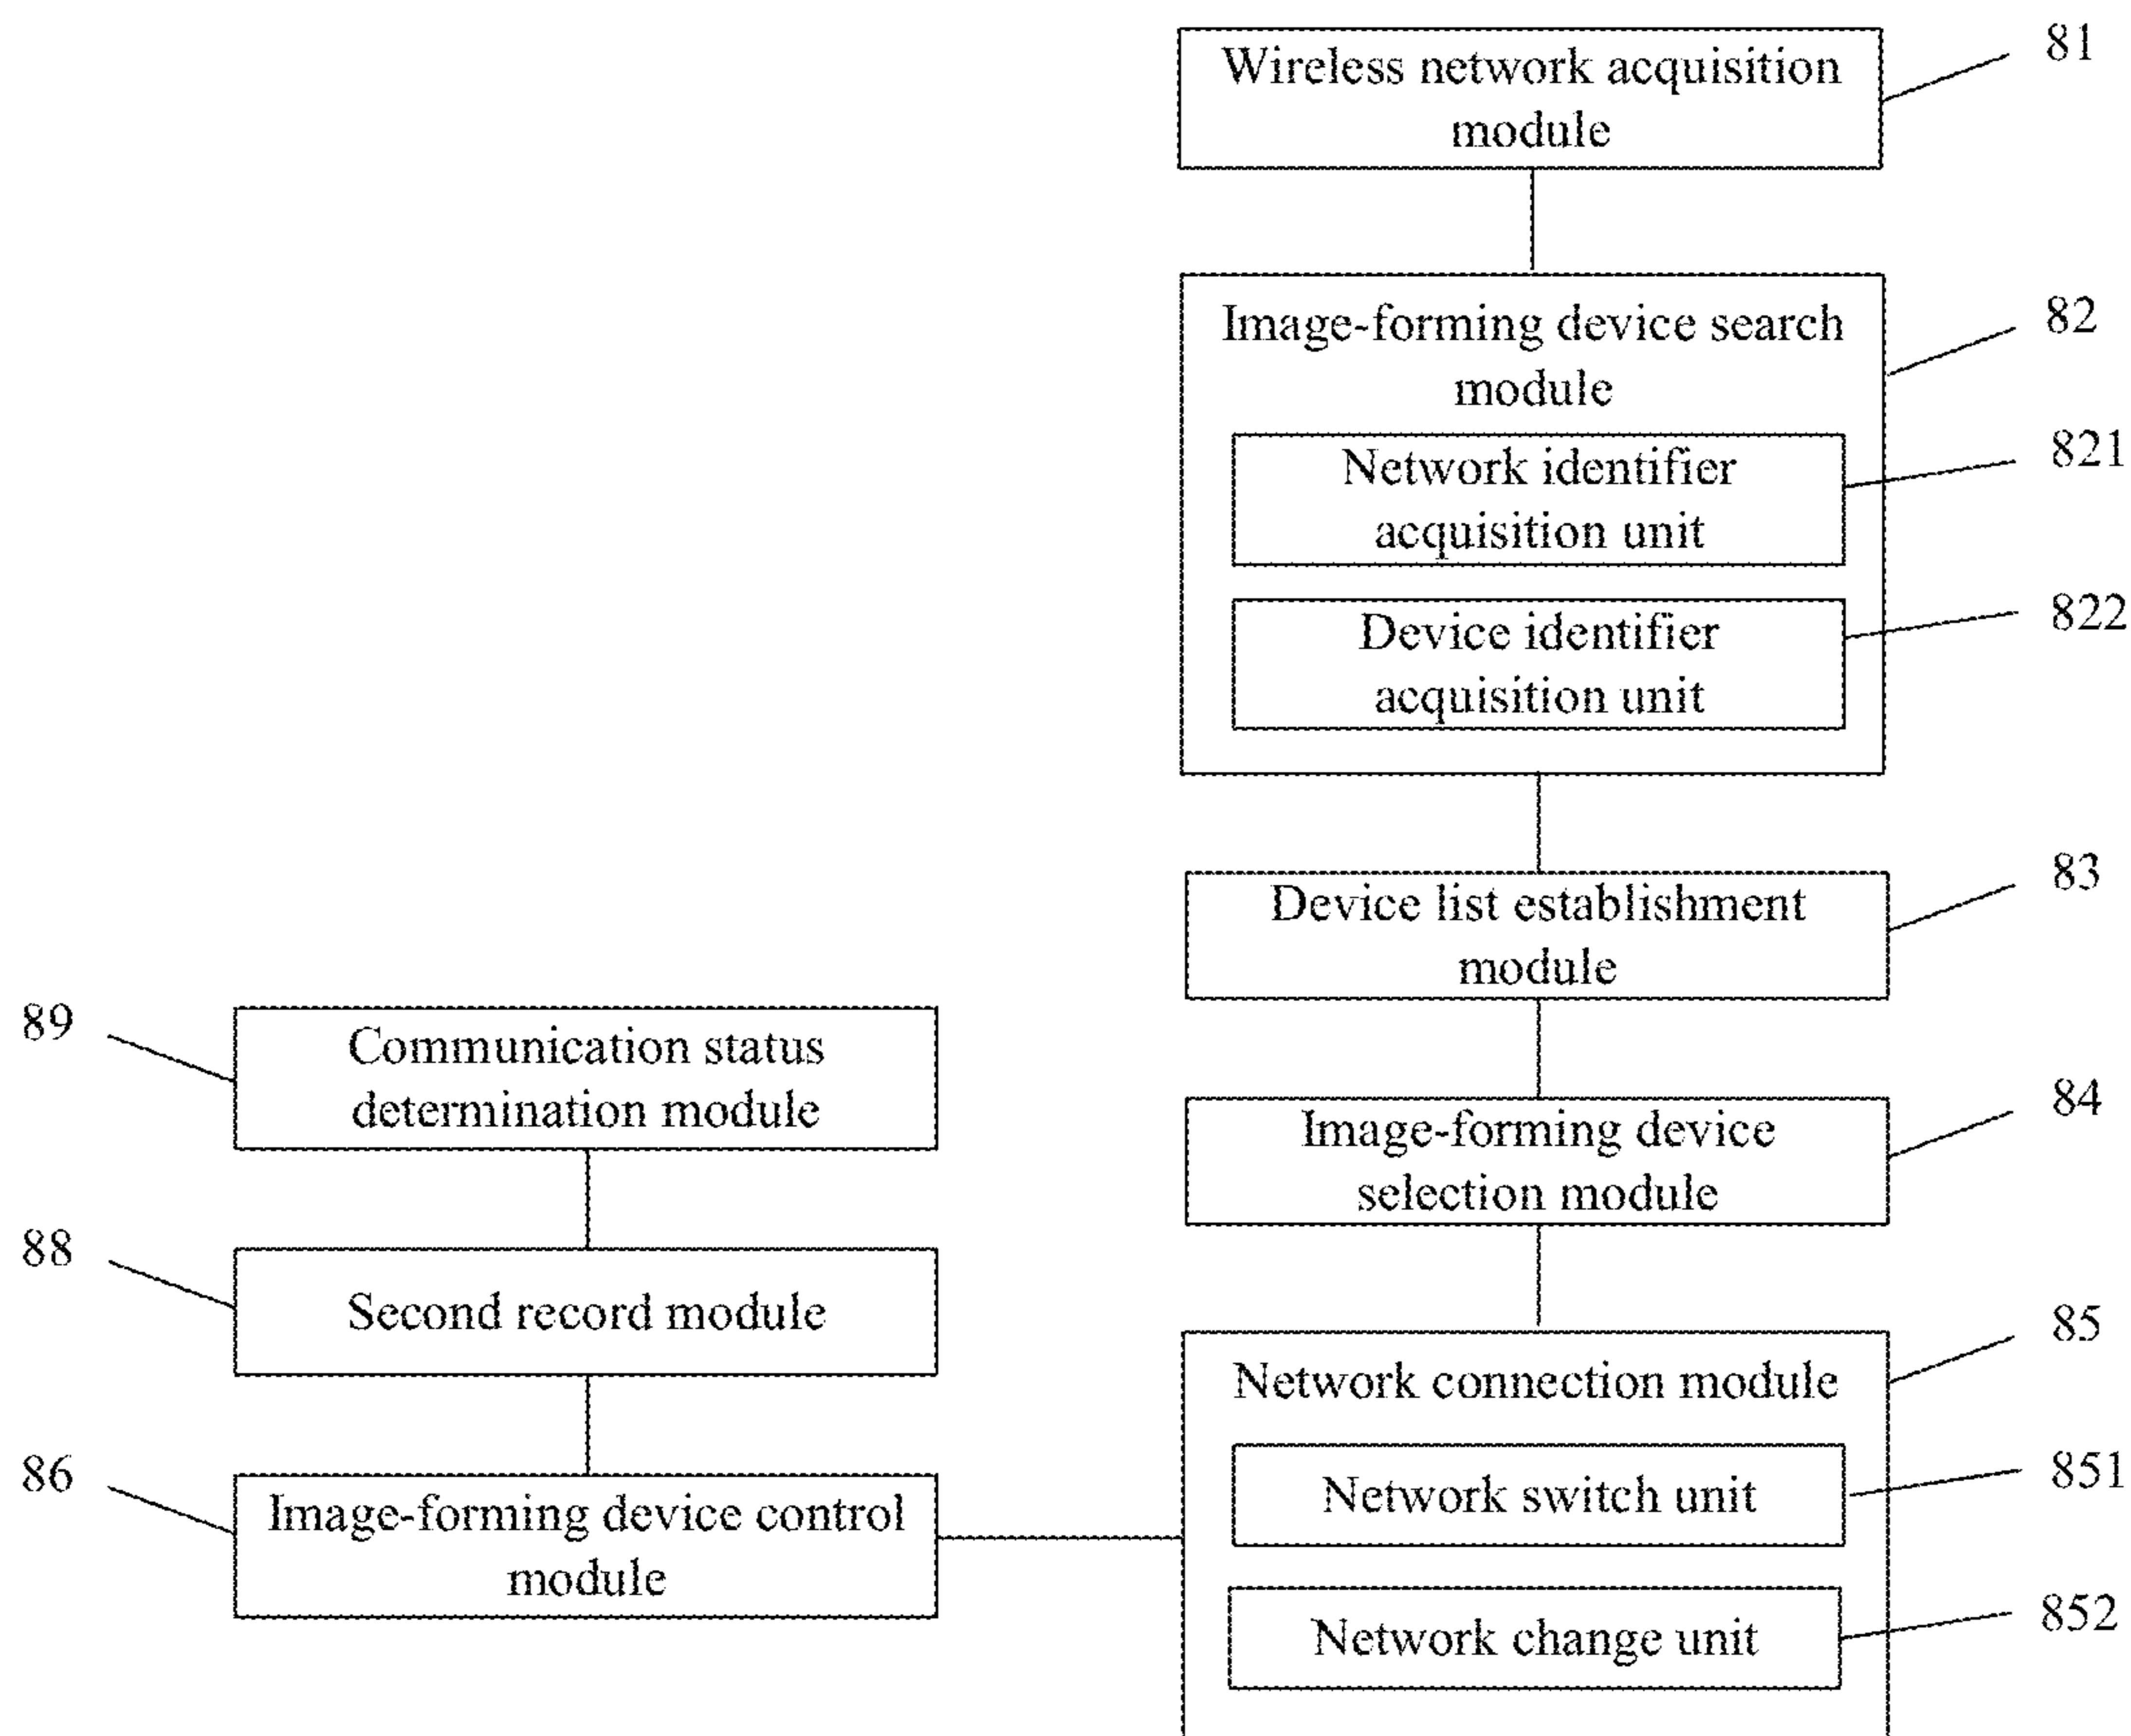 Wireless network acquisition
module
81
Image-forming device search
module
82
Network identifier
acquisition unit
821
Device identifier
acquisition unit
822
Device list establishment
module
83
Image-forming device
selection module
84
Network connection module
85
Network switch unit
851
Network change unit
852
89
Communication status
determination module
88
Second record module
86
Image-forming device control
module